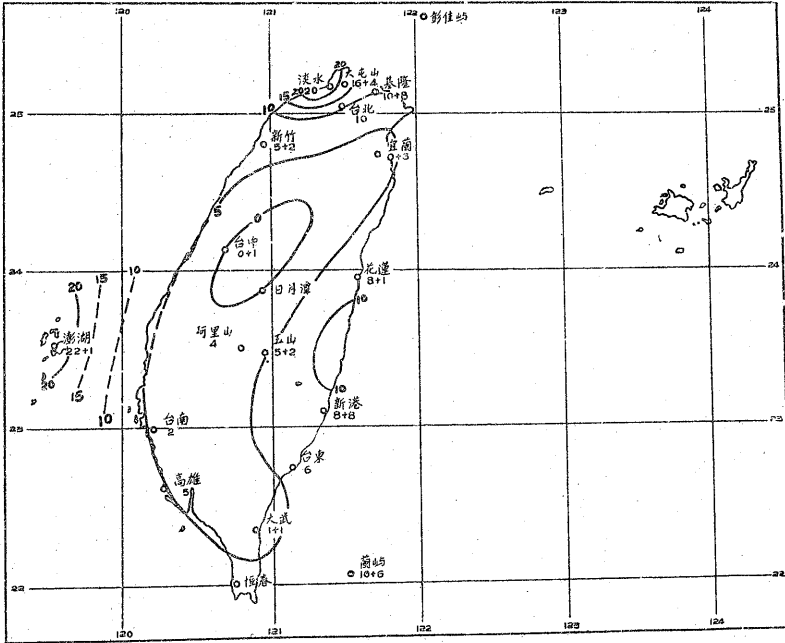 120
121
122
123
124
彭佳屿
20
淡水
大屯山
16+4
2020
15
基隆
10+8
10
台北
10
25
25
新竹
5+2
宜蘭
+3
5
0
台中
0+1
24
24
花蓮
8+1
日月潭
10
20
15
10
澎湖
22+1
阿里山
4
玉山
5+2
20
15
10
10
新港
8+8
台南
2
23
23
台東
6
高雄
5
大武
1+1
蘭屿
10+6
22
恒春
22
120
121
122
123
124